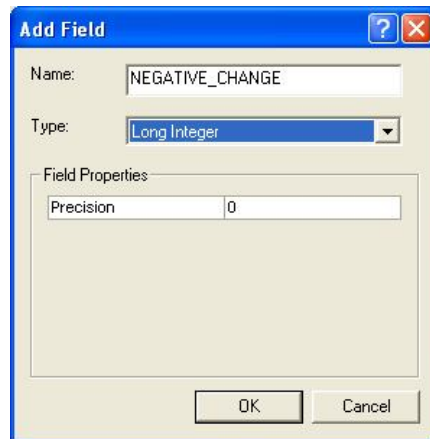 Add Field
Name: NEGATIVE_CHANGE
Type: Long Integer
Field Properties
Precision 0
OK Cancel